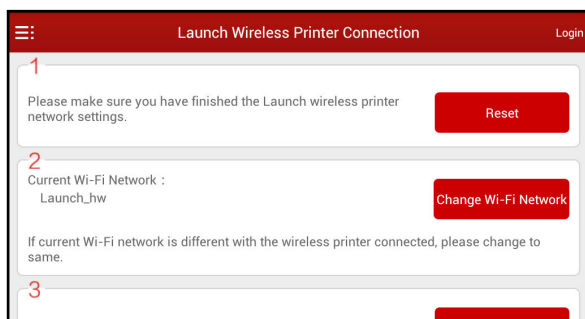 Launch Wireless Printer Connection
Login
1
Please make sure you have finished the Launch wireless printer
network settings.
Reset
2
Current Wi-Fi Network :
Launch_hw
Change Wi-Fi Network
If current Wi-Fi network is different with the wireless printer connected, please change to
same.
3